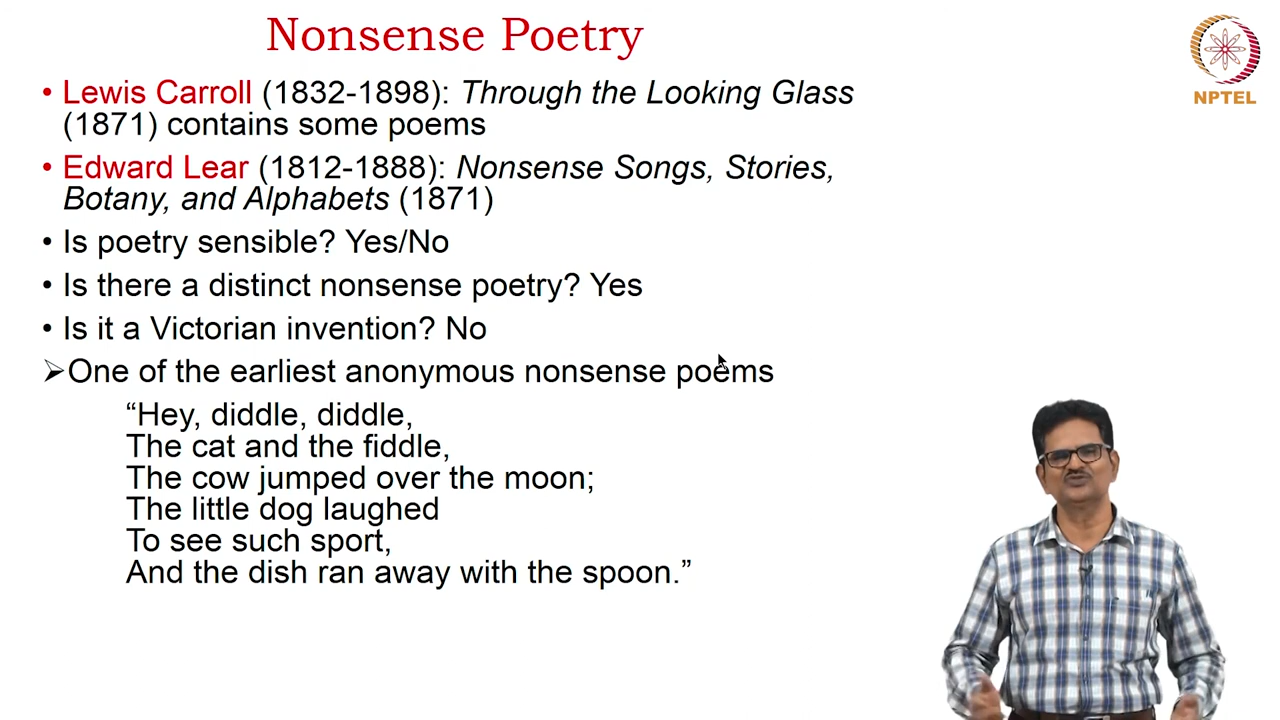 Nonsense Poetry
NPTEL
• Lewis Carroll (1832-1898): Through the Looking Glass
(1871) contains some poems
• Edward Lear (1812-1888): Nonsense Songs, Stories,
Botany, and Alphabets (1871)
• Is poetry sensible? Yes/No
• Is there a distinct nonsense poetry? Yes
• Is it a Victorian invention? No
➢One of the earliest anonymous nonsense poems
“Hey, diddle, diddle,
The cat and the fiddle,
The cow jumped over the moon;
The little dog laughed
To see such sport,
And the dish ran away with the spoon.”